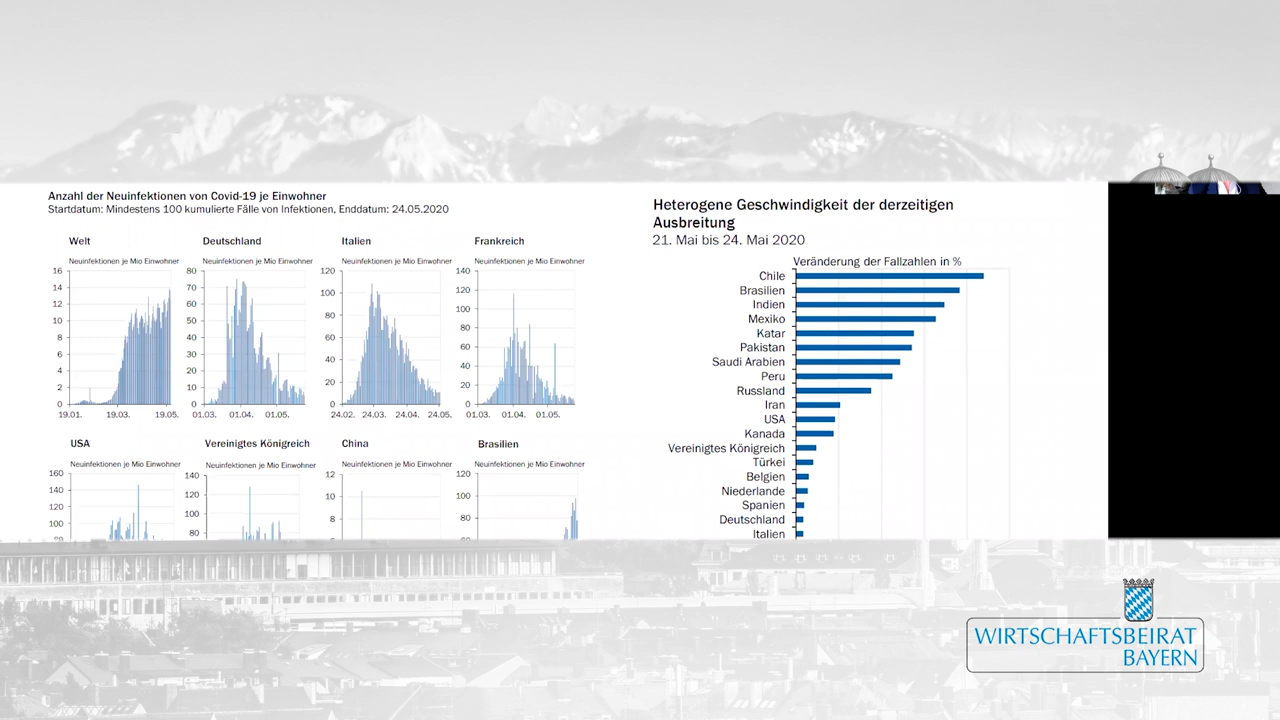 Anzahl der Neuinfektionen von Covid-19 je Einwohner
Startdatum: Mindestens 100 kumulierte Fälle von Infektionen, Enddatum: 24.05.2020
Welt
Neuinfektionen je Mio Einwohner
16
14
12
10
8
6
4
2
0
19.01. 19.03. 19.05.
Deutschland
Neuinfektionen je Mio Einwohner
80
70
60
50
40
30
20
10
0
01.03. 01.04. 01.05.
Italien
Neuinfektionen je Mio Einwohner
120
100
80
60
40
20
0
24.02. 24.03. 24.04. 24.05.
Frankreich
Neuinfektionen je Mio Einwohner
140
120
100
80
60
40
20
0
01.03. 01.04. 01.05.
USA
Neuinfektionen je Mio Einwohner
160
140
120
100
Vereinigtes Königreich
Neuinfektionen je Mio Einwohner
140
120
100
80
China
Neuinfektionen je Mio Einwohner
12
8
Brasilien
Neuinfektionen je Mio Einwohner
120
80
Heterogene Geschwindigkeit der derzeitigen
Ausbreitung
21. Mai bis 24. Mai 2020
Veränderung der Fallzahlen in %
Chile
Brasilien
Indien
Mexiko
Katar
Pakistan
Saudi Arabien
Peru
Russland
Iran
USA
Kanada
Vereinigtes Königreich
Türkei
Belgien
Niederlande
Spanien
Deutschland
Italien
WIRTSCHAFTSBEIRAT
BAYERN